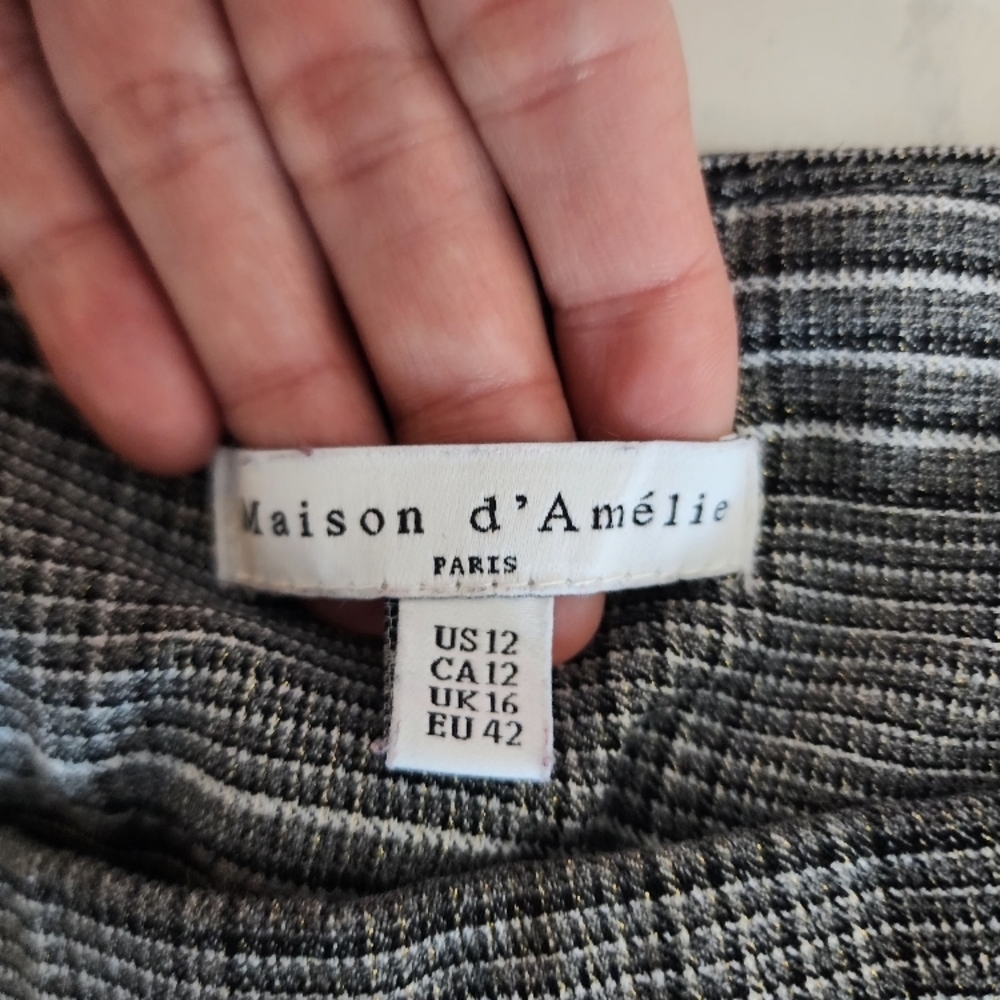 Maison d'Amélie
PARIS
US 12
CA 12
UK 16
EU 42